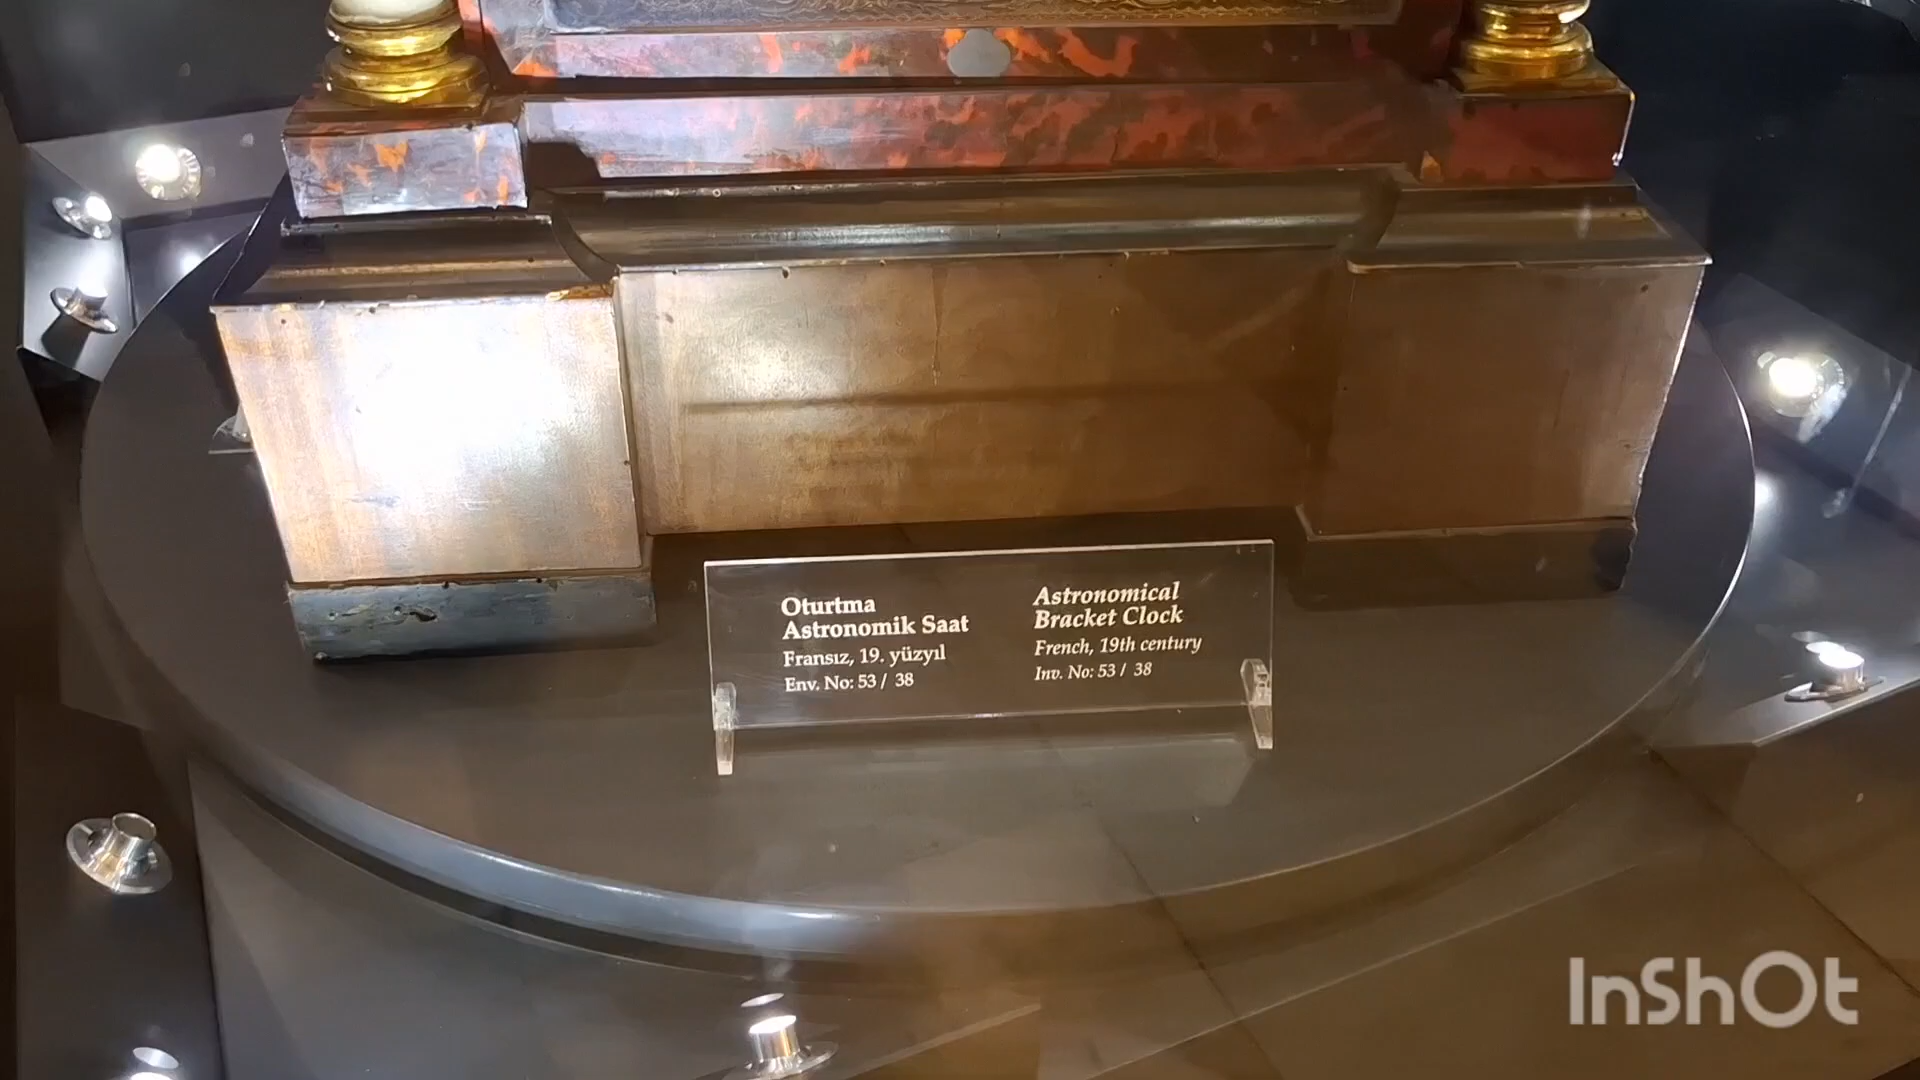 Oturtma
Astronomik Saat
Fransız, 19. yüzyıl
Env. No: 53 / 38
Astronomical
Bracket Clock
French, 19th century
Inv. No: 53 / 38
InShOt